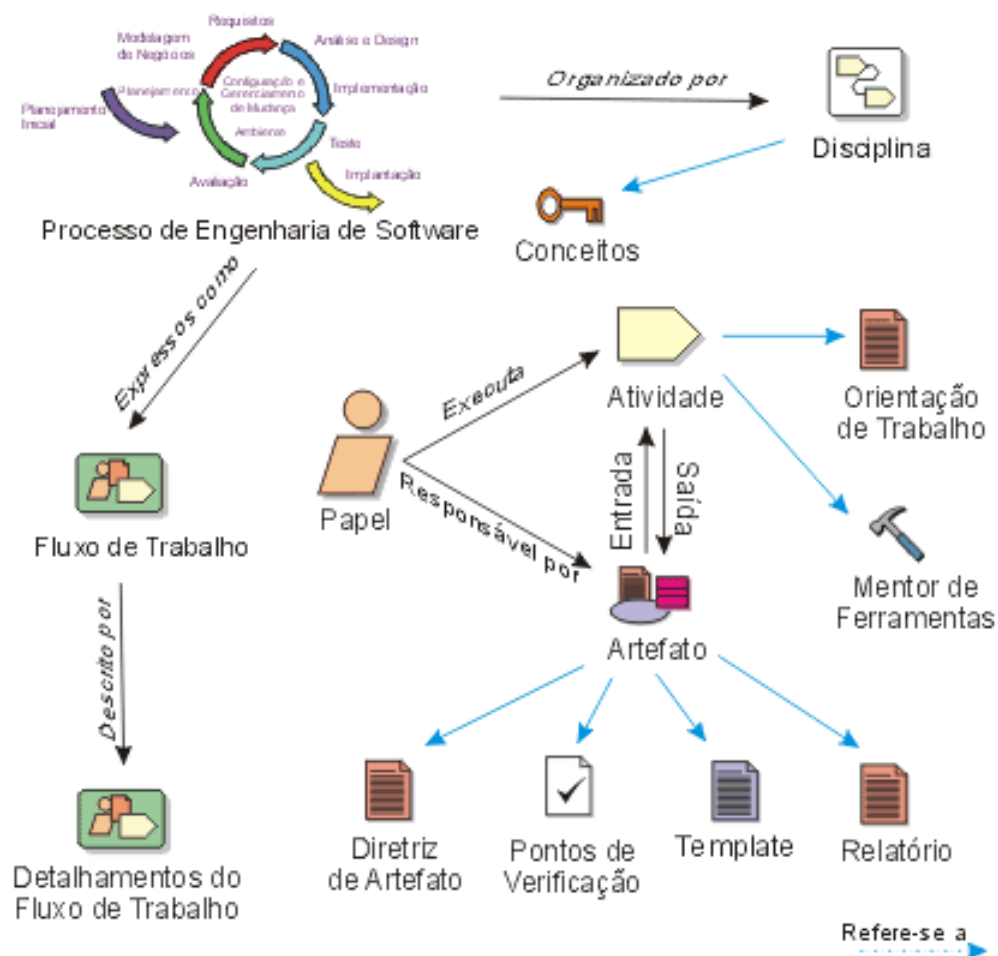 Requisitos
Modelagem
de Negócios
Análise e Design
Planejamento
Configuração e
Gerenciamento
de Mudança
Implementação
Planejamento
Inicial
Ambiente
Teste
Avaliação
Implantação
Processo de Engenharia de Software
Organizado por
Disciplina
Conceitos
Expressos como
Executa
Atividade
Orientação
de Trabalho
Papel
Responsável por
Entrada
Saída
Fluxo de Trabalho
Mentor de
Ferramentas
Artefato
Descrito por
Diretriz
de Artefato
Pontos de
Verificação
Template
Relatório
Detalhamentos do
Fluxo de Trabalho
Refere-se a